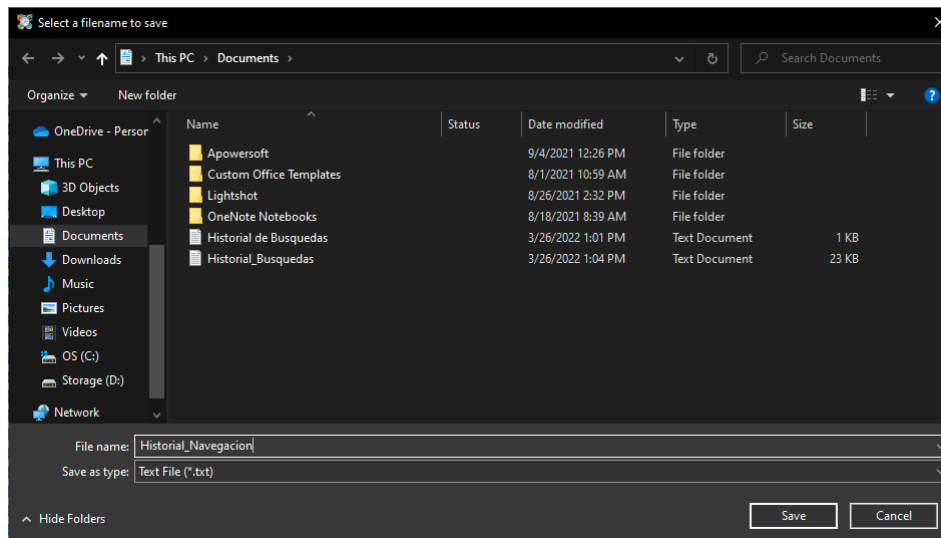 Select a filename to save
This PC > Documents >
Search Documents
Organize
New folder
Name Status Date modified Type Size
OneDrive - Person
This PC
3D Objects
Desktop
Documents
Downloads
Music
Pictures
Videos
OS (C:)
Storage (D:)
Network
Apowersoft 9/4/2021 12:26 PM File folder
Custom Office Templates 8/1/2021 10:59 AM File folder
Lightshot 8/26/2021 2:32 PM File folder
OneNote Notebooks 8/18/2021 8:39 AM File folder
Historial de Busquedas 3/26/2022 1:01 PM Text Document 1 KB
Historial_Busquedas 3/26/2022 1:04 PM Text Document 23 KB
File name: Historial_Navegacion
Save as type: Text File (*.txt)
Hide Folders
Save
Cancel